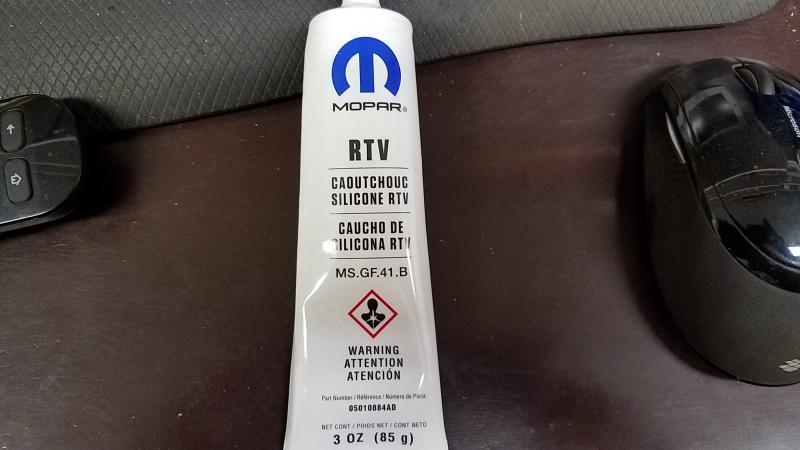 MOPAR®
RTV
CAOUTCHOUC
SILICONE RTV
CAUCHO DE
SILICONA RTV
MS.GF.41.B
WARNING
ATTENTION
ATENCIÓN
Part Number / Référence / Número de Pieza:
05010884AD
NET CONT / POIDS NET / CONT NETO
3 OZ (85 g)
Microsoft